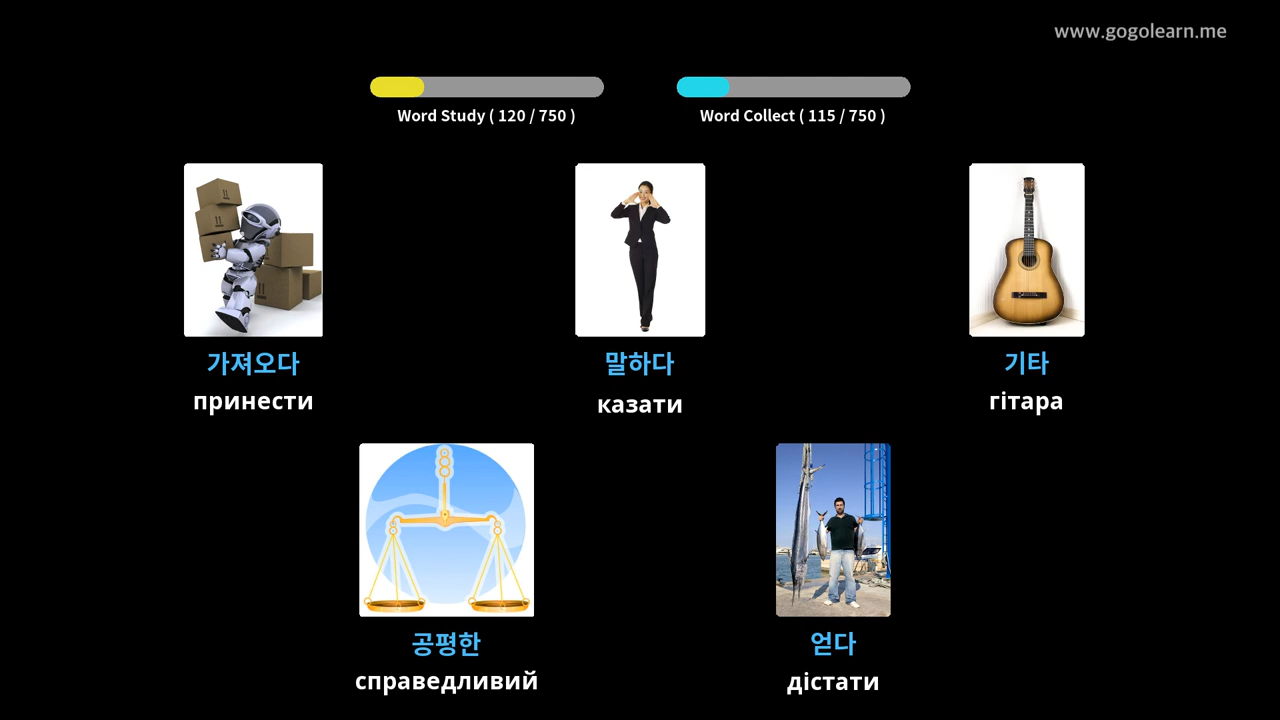 www.gogolearn.me
Word Study ( 120 / 750 )
Word Collect ( 115 / 750 )
가져오다
принести
말하다
казати
기타
гітара
공평한
справедливий
얻다
дістати